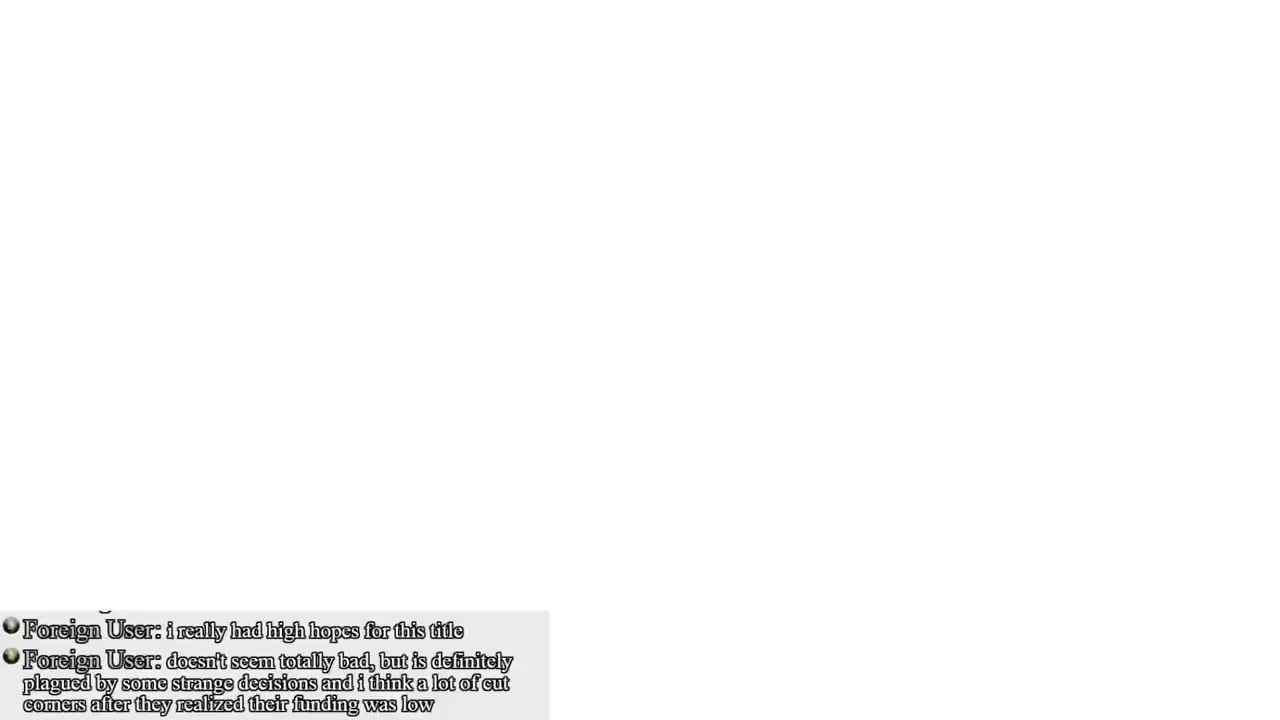 Foreign User: i really had high hopes for this title
Foreign User: doesn't seem totally bad, but is definitely
plagued by some strange decisions and i think a lot of cut
corners after they realized their funding was low